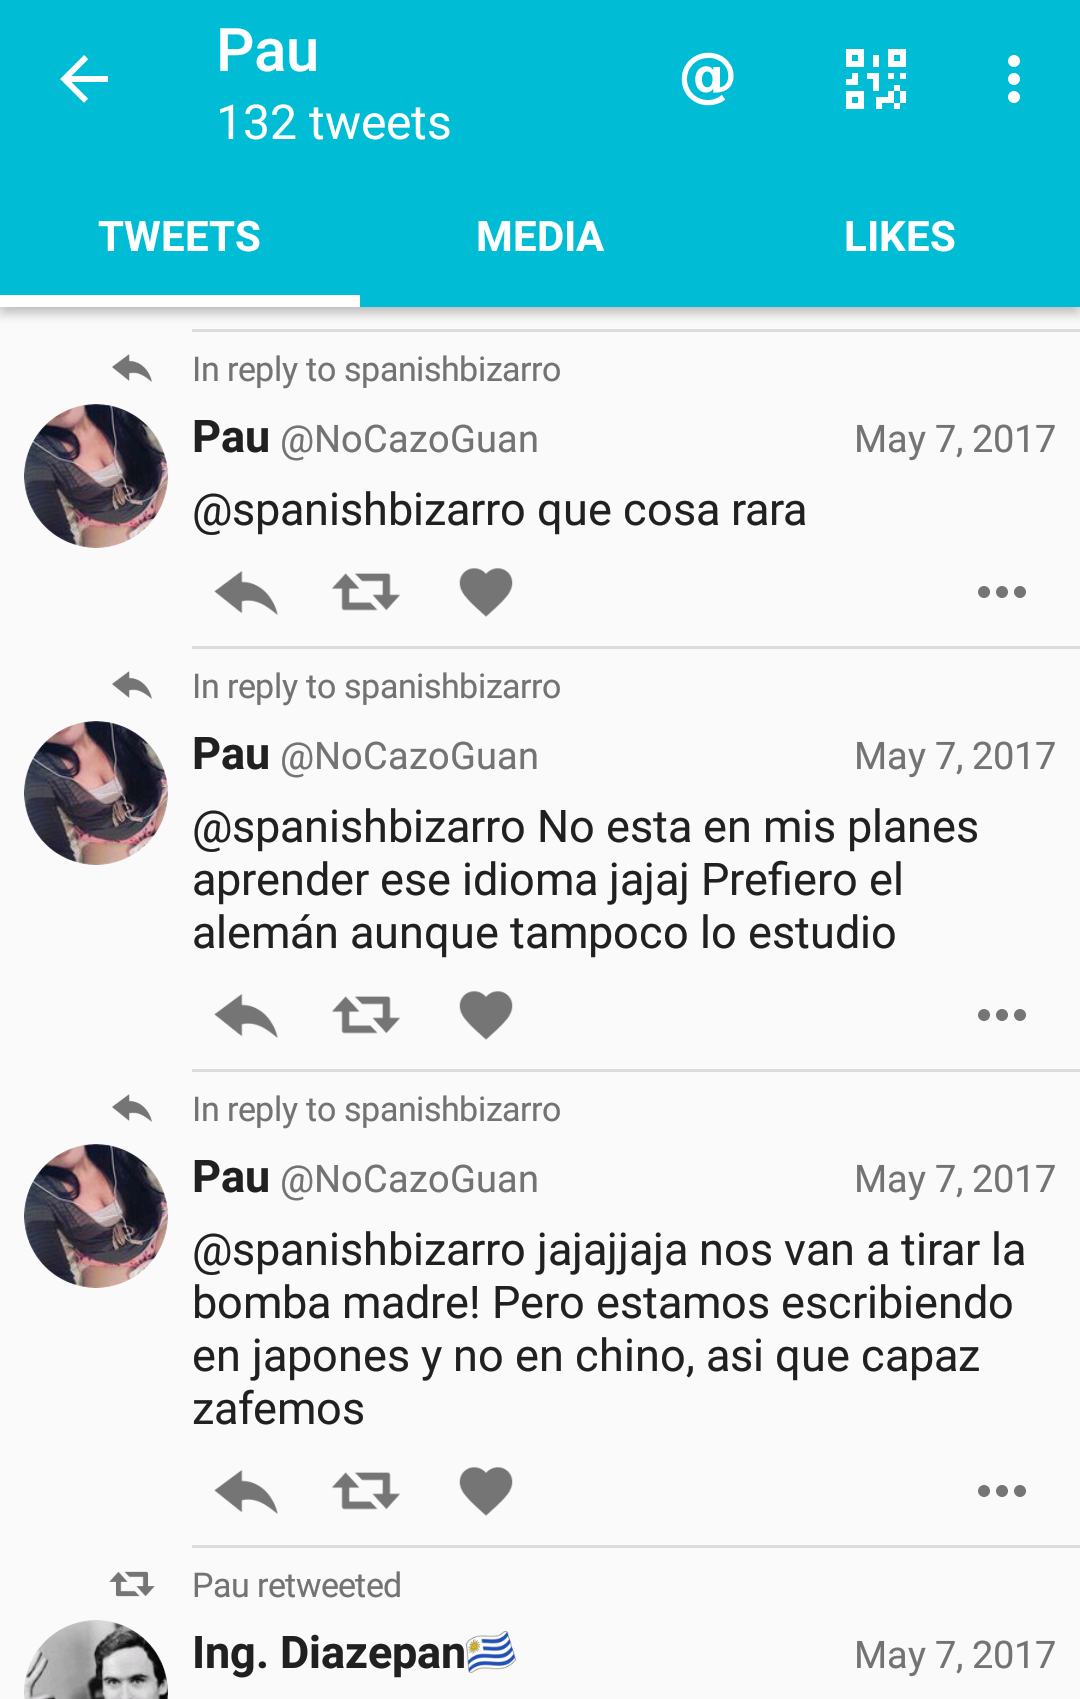 Pau
132 tweets
TWEETS
MEDIA
LIKES
In reply to spanishbizarro
Pau @NoCazoGuan May 7, 2017
@spanishbizarro que cosa rara
In reply to spanishbizarro
Pau @NoCazoGuan May 7, 2017
@spanishbizarro No esta en mis planes
aprender ese idioma jajaj Prefiero el
alemán aunque tampoco lo estudio
In reply to spanishbizarro
Pau @NoCazoGuan May 7, 2017
@spanishbizarro jajajjaja nos van a tirar la
bomba madre! Pero estamos escribiendo
en japones y no en chino, asi que capaz
zafemos
Pau retweeted
Ing. Diazepan🇺🇾 May 7, 2017